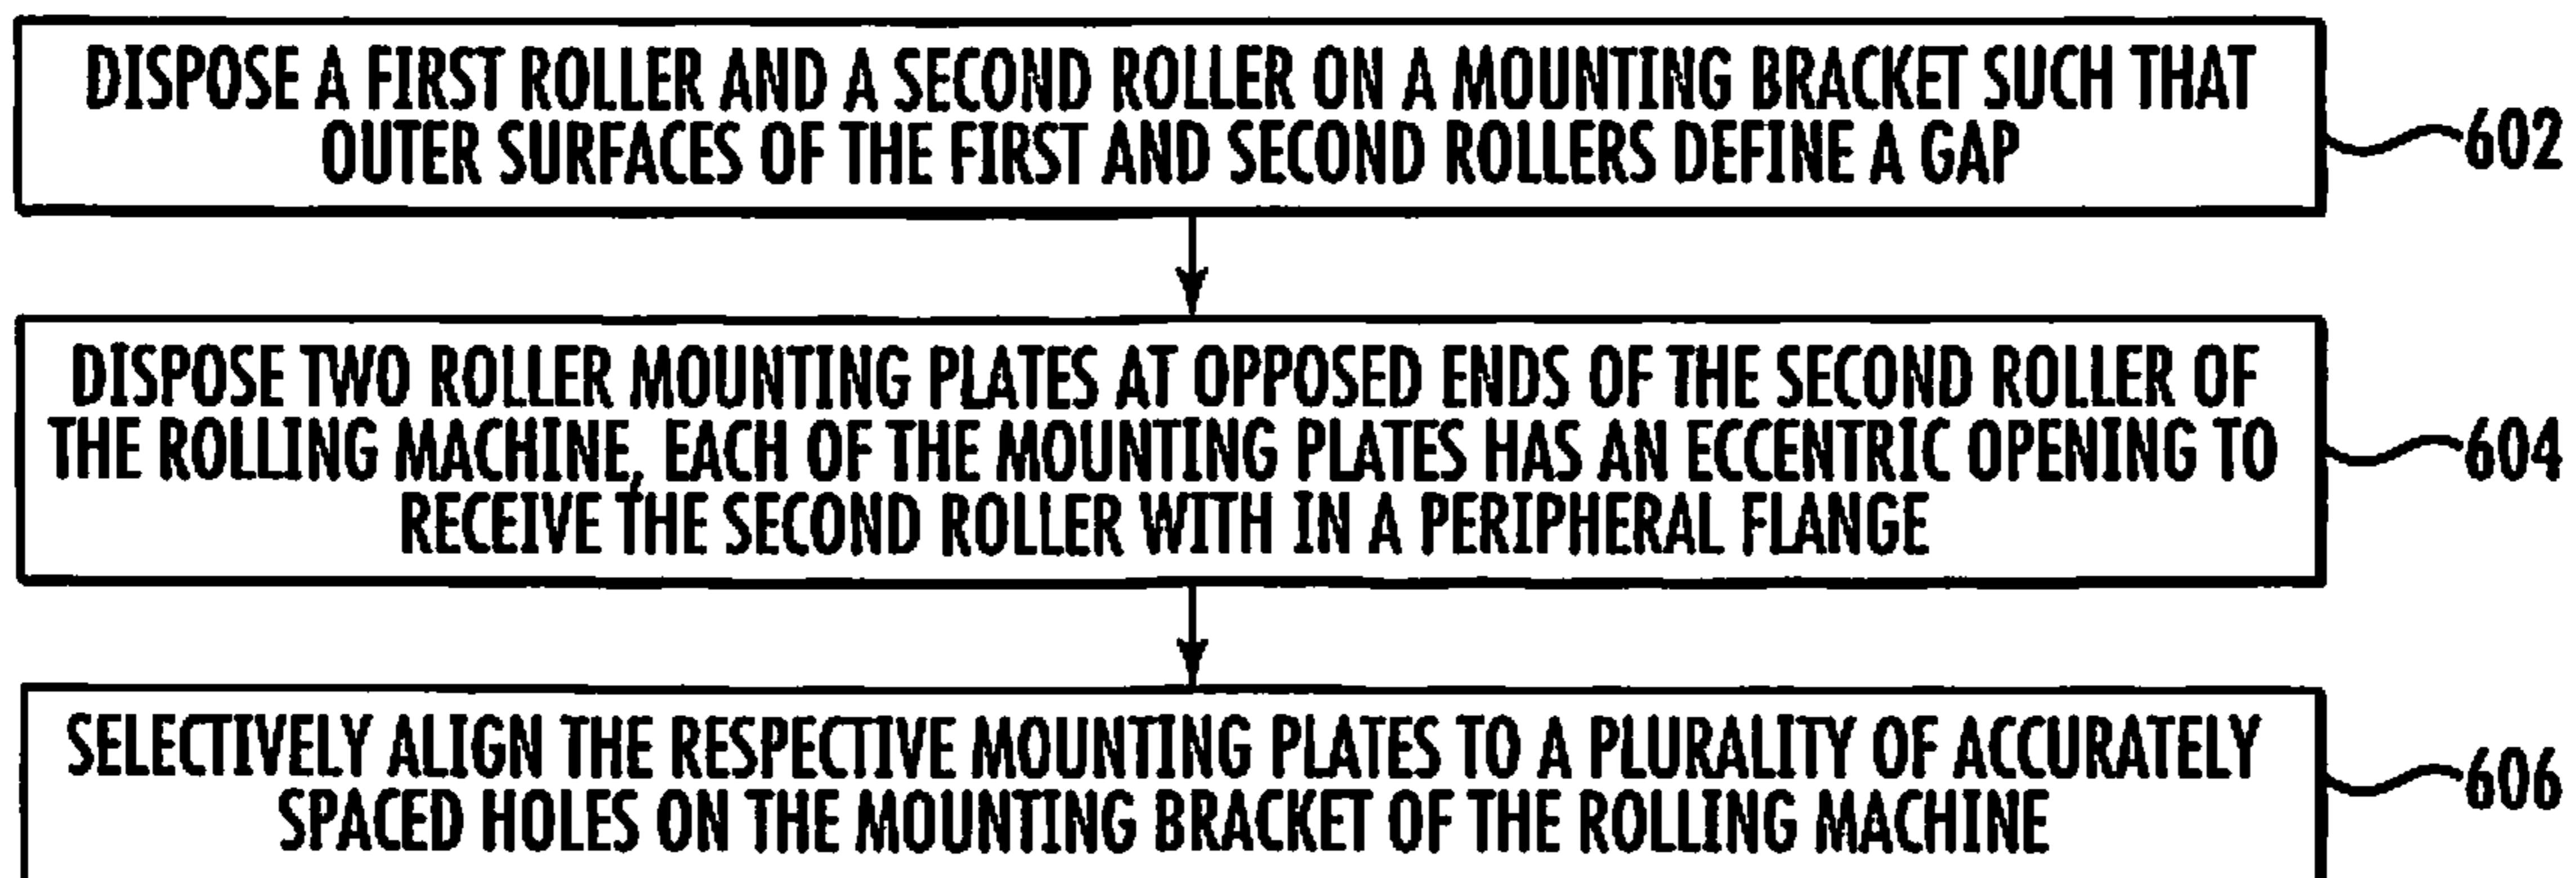 DISPOSE A FIRST ROLLER AND A SECOND ROLLER ON A MOUNTING BRACKET SUCH THAT
OUTER SURFACES OF THE FIRST AND SECOND ROLLERS DEFINE A GAP
602
DISPOSE TWO ROLLER MOUNTING PLATES AT OPPOSED ENDS OF THE SECOND ROLLER OF
THE ROLLING MACHINE, EACH OF THE MOUNTING PLATES HAS AN ECCENTRIC OPENING TO
RECEIVE THE SECOND ROLLER WITH IN A PERIPHERAL FLANGE
604
SELECTIVELY ALIGN THE RESPECTIVE MOUNTING PLATES TO A PLURALITY OF ACCURATELY
SPACED HOLES ON THE MOUNTING BRACKET OF THE ROLLING MACHINE
606